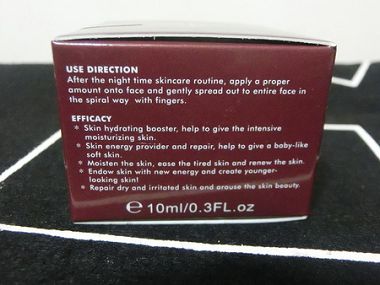 USE DIRECTION
After the night time skincare routine, apply a proper
amount onto face and gently spread out to entire face in
the spiral way with fingers.
EFFICACY
* Skin hydrating booster, help to give the intensive
moisturizing skin.
* Skin energy provider and repair, help to give a baby-like
soft skin.
* Moisten the skin, ease the tired skin and renew the skin.
* Endow skin with new energy and create younger-
looking skin!
* Repair dry and irritated skin and arouse the skin beauty.
℮ 10ml/0.3FL.oz